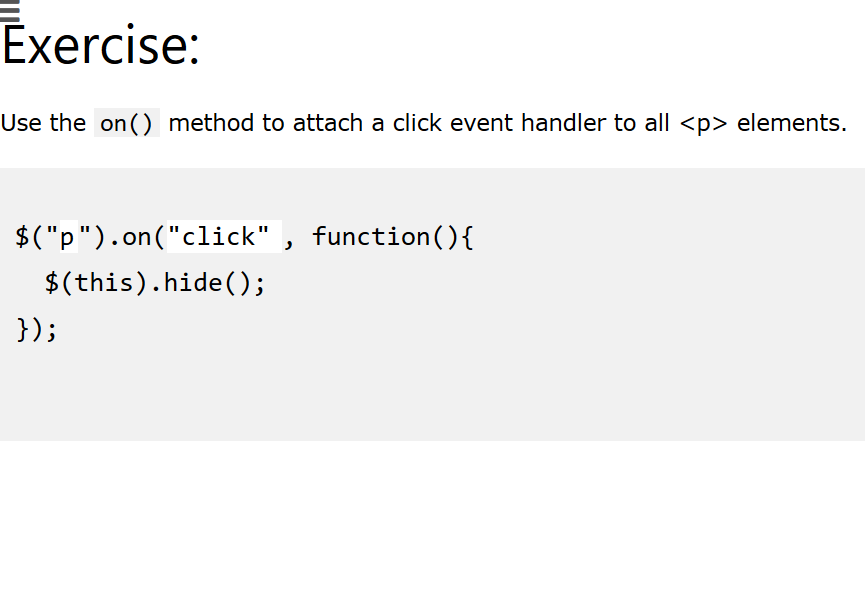 Exercise:
Use the on() method to attach a click event handler to all <p> elements.
$("p").on("click" , function(){
  $(this).hide();
});